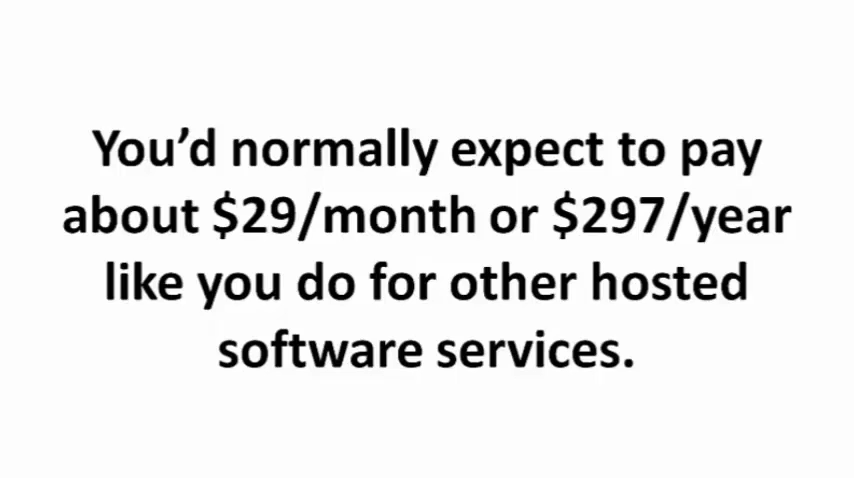 You’d normally expect to pay
about $29/month or $297/year
like you do for other hosted
software services.